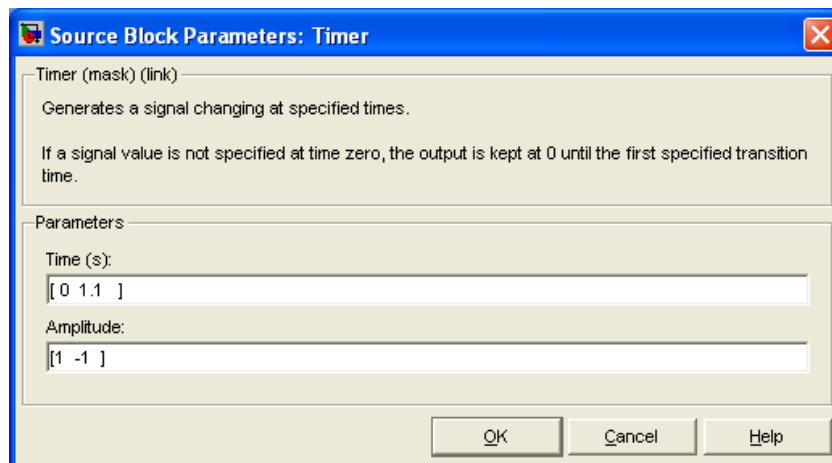 Source Block Parameters: Timer
Timer (mask) (link)
Generates a signal changing at specified times.
If a signal value is not specified at time zero, the output is kept at 0 until the first specified transition
time.
Parameters
Time (s):
[ 0  1.1   ]
Amplitude:
[1  -1  ]
OK Cancel Help